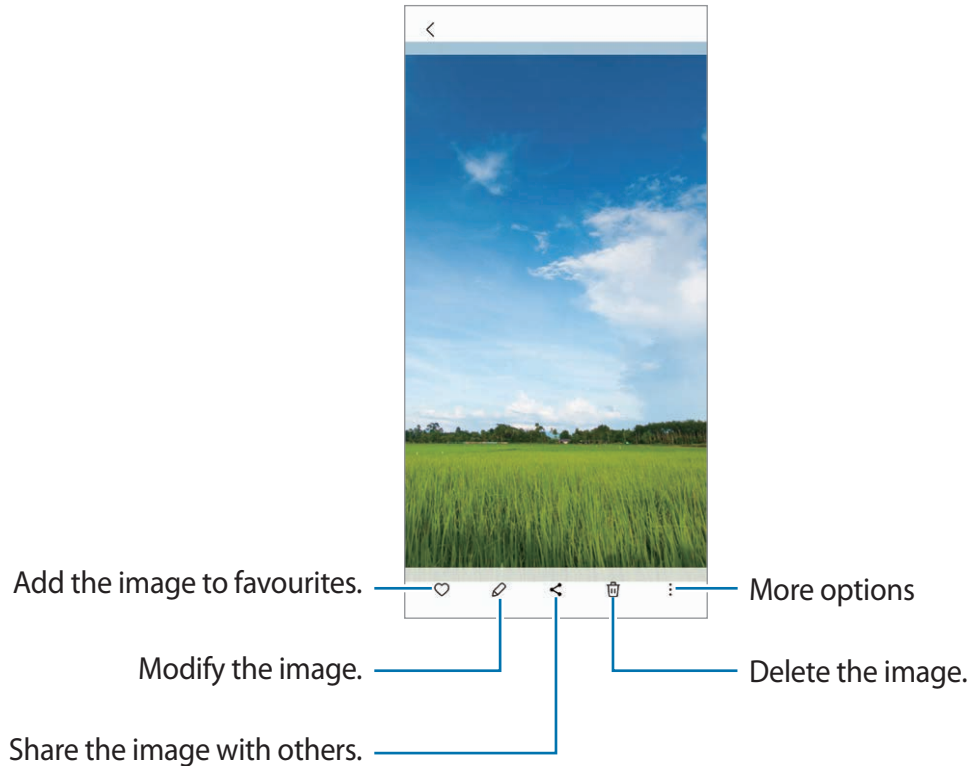 Add the image to favourites.
More options
Modify the image.
Delete the image.
Share the image with others.